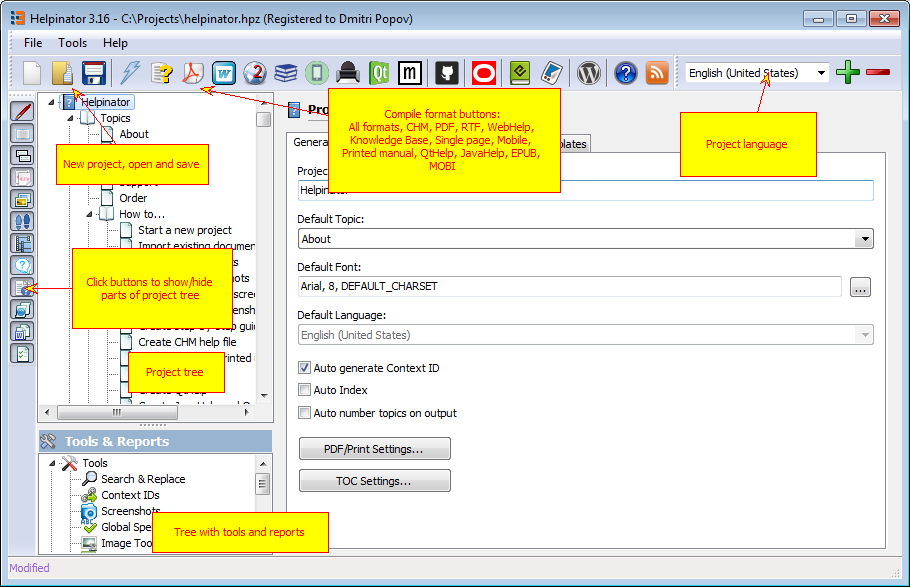 Helpinator 3.16 - C:\Projects\helpinator.hpz (Registered to Dmitri Popov)
File Tools Help
English (United States)
Helpinator
Topics
About
New project, open and save
Order
How to...
Start a new project
Import existing documen
Click buttons to show/hide
parts of project tree
Create CHM help file
Project tree
Compile format buttons:
All formats, CHM, PDF, RTF, WebHelp,
Knowledge Base, Single page, Mobile,
Printed manual, QtHelp, JavaHelp, EPUB,
MOBI
Project language
Default Topic:
About
Default Font:
Arial, 8, DEFAULT_CHARSET
...
Default Language:
English (United States)
Auto generate Context ID
Auto Index
Auto number topics on output
PDF/Print Settings...
TOC Settings...
Tools & Reports
Tools
Search & Replace
Context IDs
Screenshots
Global Spe
Image Too
Tree with tools and reports
Modified